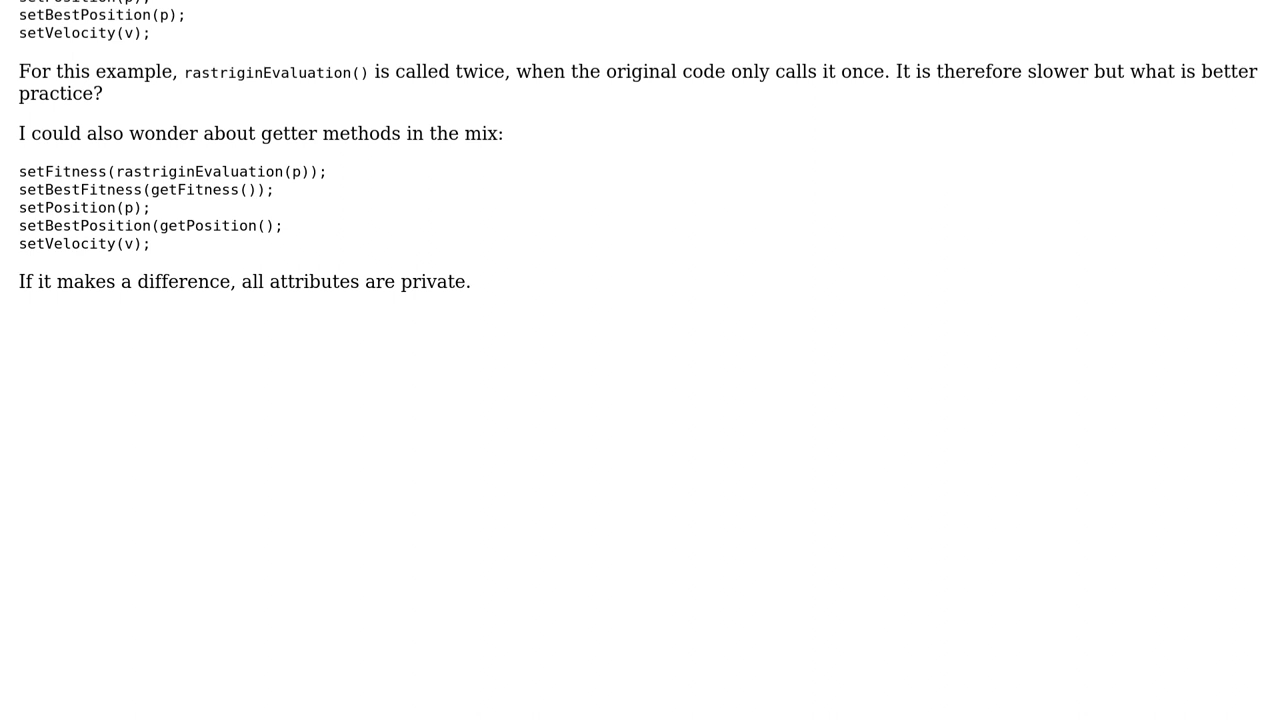 setPosition(p);
setBestPosition(p);
setVelocity(v);
For this example, rastriginEvaluation() is called twice, when the original code only calls it once. It is therefore slower but what is better
practice?
I could also wonder about getter methods in the mix:
setFitness(rastriginEvaluation(p));
setBestFitness(getFitness());
setPosition(p);
setBestPosition(getPosition();
setVelocity(v);
If it makes a difference, all attributes are private.